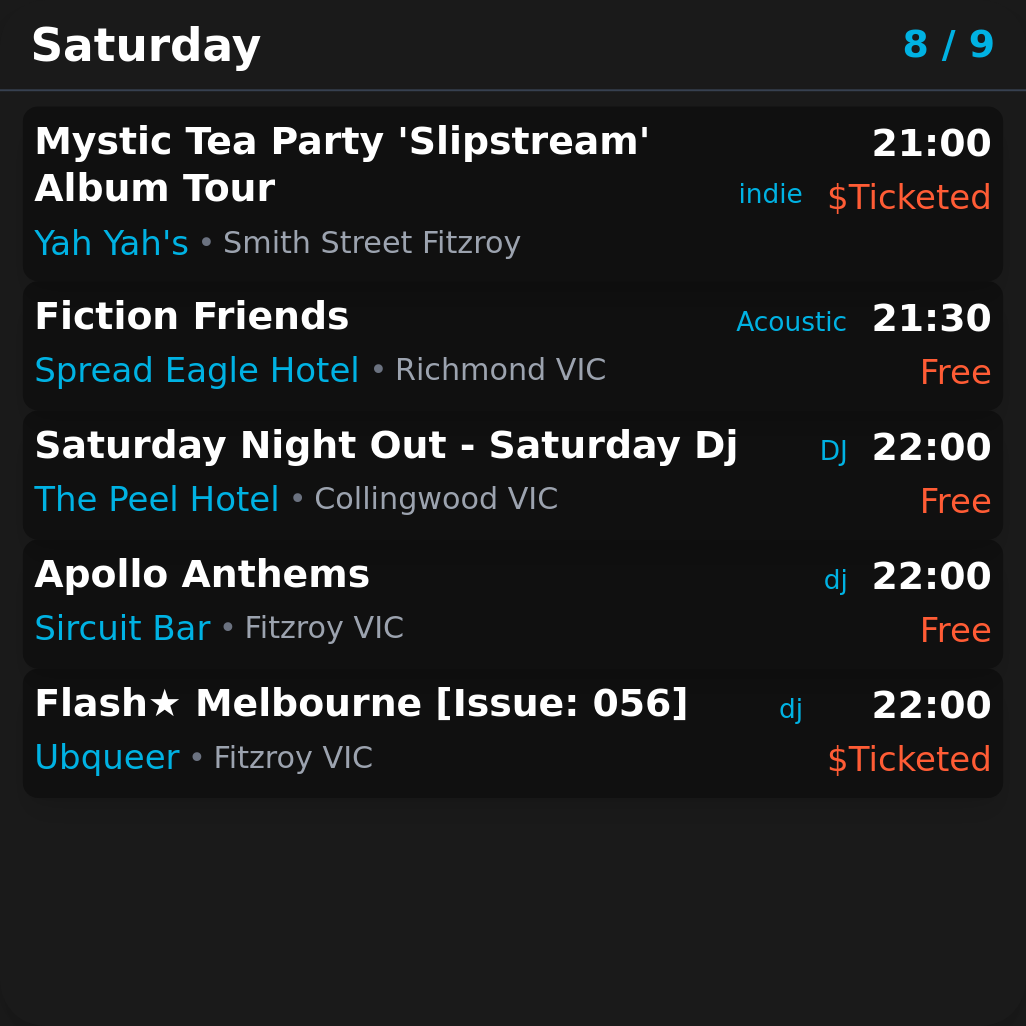 Saturday 8 / 9
Mystic Tea Party 'Slipstream' 21:00
Album Tour indie $Ticketed
Yah Yah's • Smith Street Fitzroy
Fiction Friends Acoustic 21:30
Spread Eagle Hotel • Richmond VIC Free
Saturday Night Out - Saturday Dj DJ 22:00
The Peel Hotel • Collingwood VIC Free
Apollo Anthems dj 22:00
Sircuit Bar • Fitzroy VIC Free
Flash★ Melbourne [Issue: 056] dj 22:00
Ubqueer • Fitzroy VIC $Ticketed